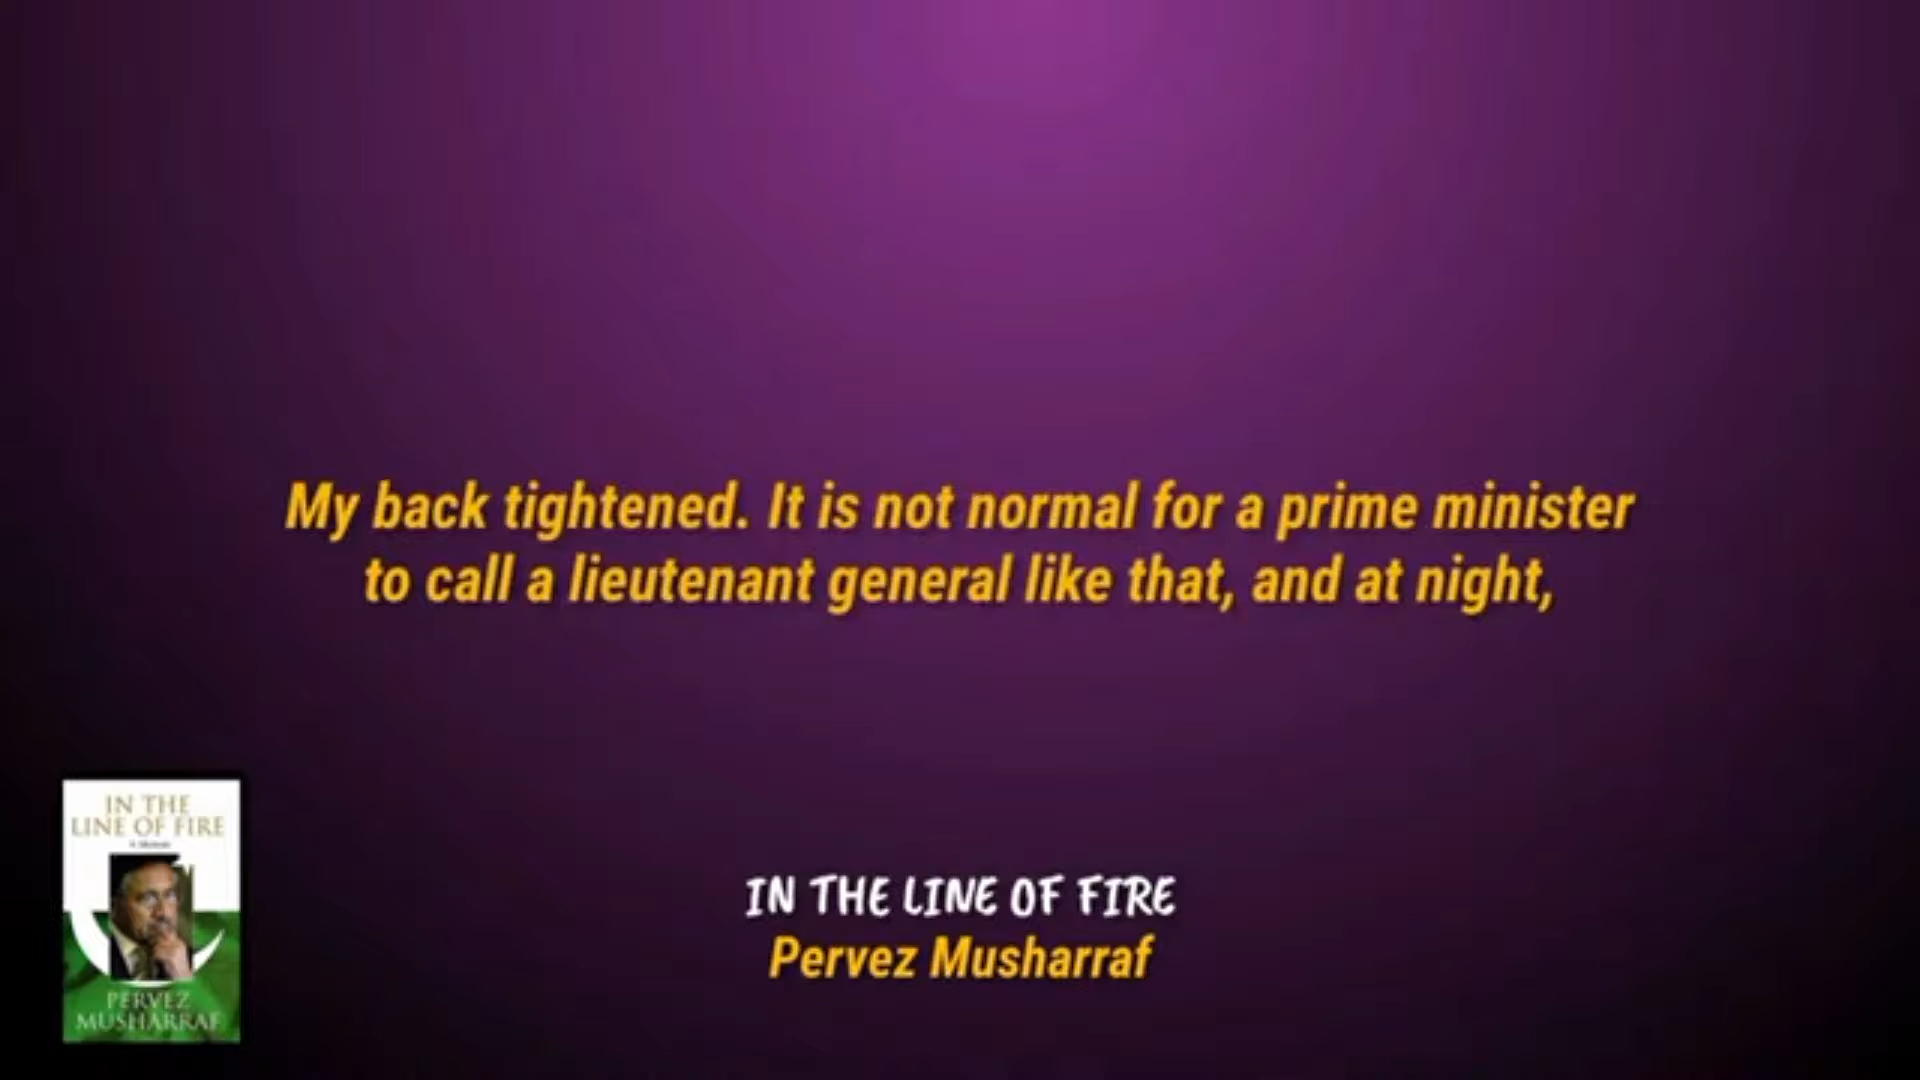 My back tightened. It is not normal for a prime minister
to call a lieutenant general like that, and at night,
IN THE
LINE OF FIRE
PERVEZ
MUSHARRAF
IN THE LINE OF FIRE
Pervez Musharraf